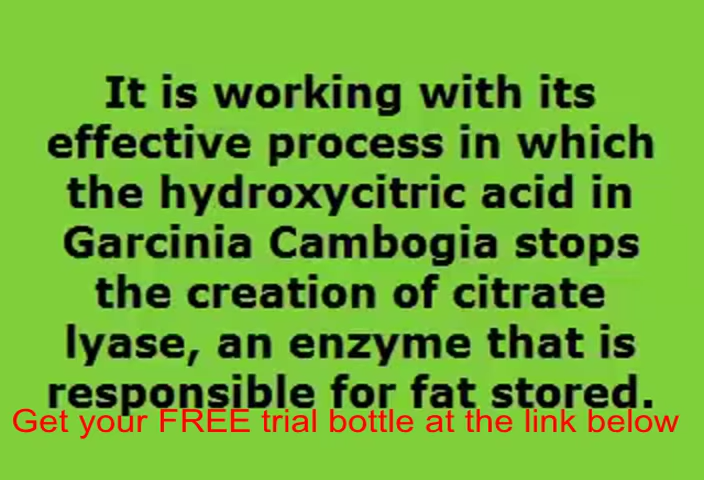 It is working with its
effective process in which
the hydroxycitric acid in
Garcinia Cambogia stops
the creation of citrate
lyase, an enzyme that is
responsible for fat stored.
Get your FREE trial bottle at the link below